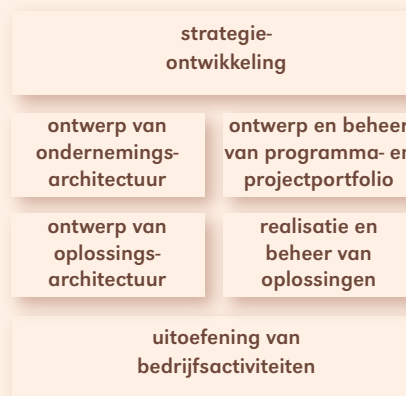 strategie-
ontwikkeling
ontwerp van
ondernemings-
architectuur
ontwerp en beheer
van programma- en
projectportfolio
ontwerp van
oplossings-
architectuur
realisatie en
beheer van
oplossingen
uitoefening van
bedrijfsactiviteiten